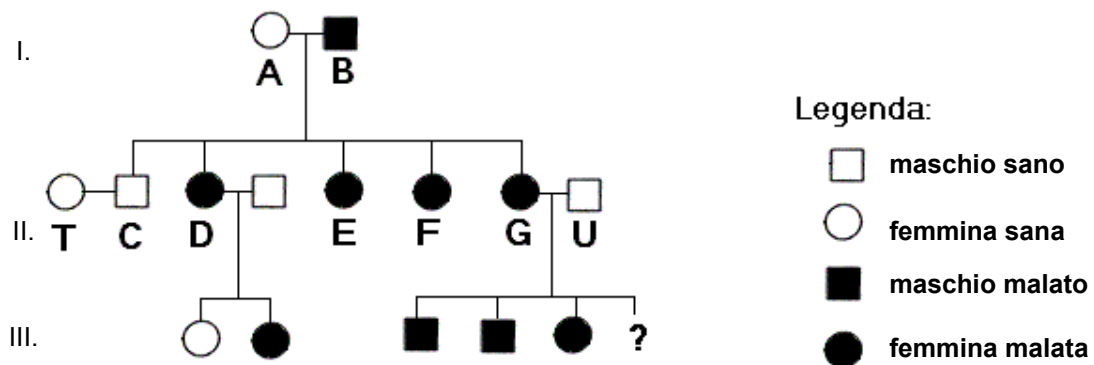 I.
A B
Legenda:
maschio sano
femmina sana
maschio malato
femmina malata
II.
T C D E F G U
III.
?